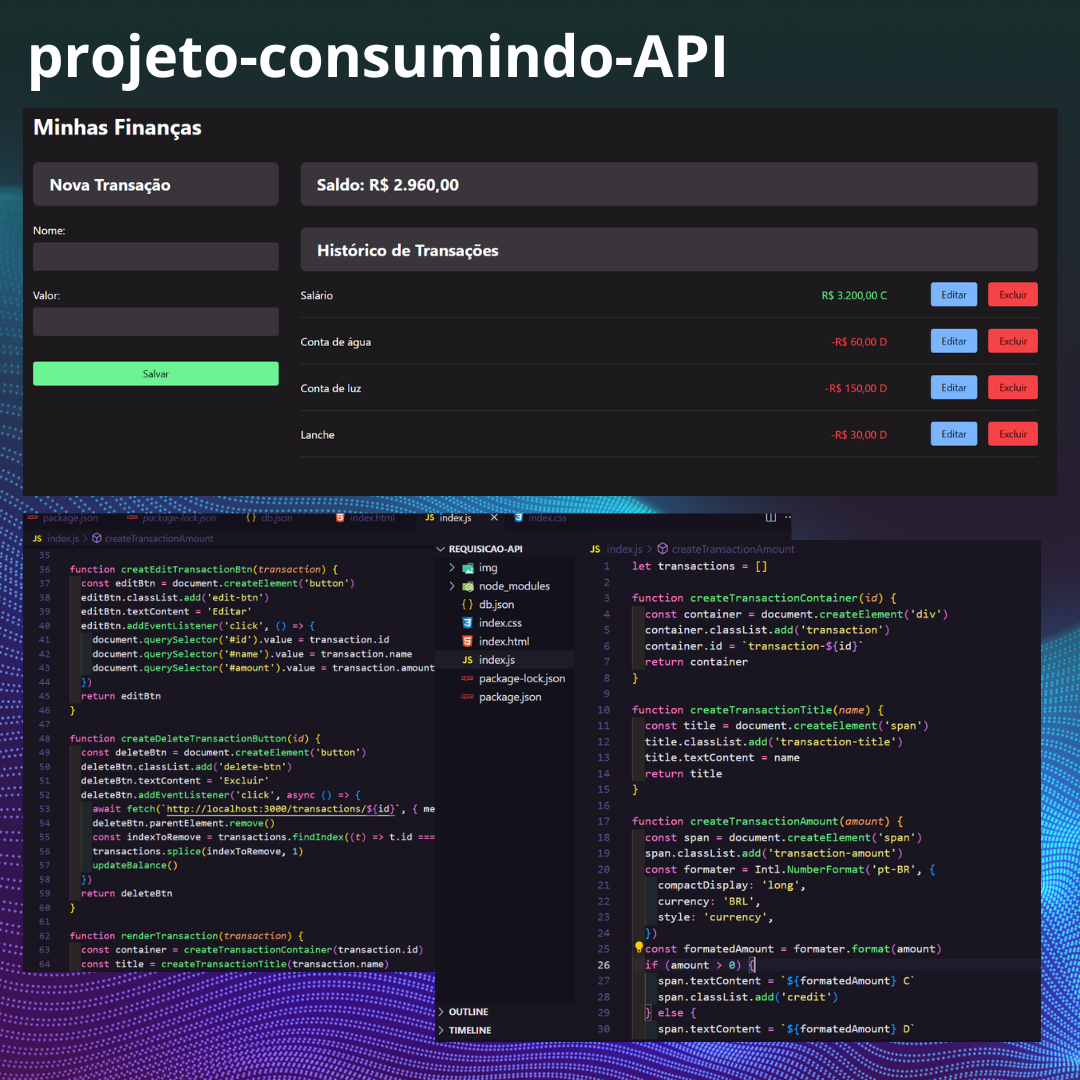 projeto-consumindo-API
Minhas Finanças
Nova Transação
Nome:
Valor:
Salvar
Saldo: R$ 2.960,00
Histórico de Transações
Salário R$ 3.200,00 C Editar Excluir
Conta de água -R$ 60,00 D Editar Excluir
Conta de luz -R$ 150,00 D Editar Excluir
Lanche -R$ 30,00 D Editar Excluir
package.json package-lock.json {} db.json index.html JS index.js × index.css
JS index.js > createTransactionAmount
35
36 function creatEditTransactionBtn(transaction) {
37 const editBtn = document.createElement('button')
38 editBtn.classList.add('edit-btn')
39 editBtn.textContent = 'Editar'
40 editBtn.addEventListener('click', () => {
41 document.querySelector('#id').value = transaction.id
42 document.querySelector('#name').value = transaction.name
43 document.querySelector('#amount').value = transaction.amount
44 })
45 return editBtn
46 }
47
48 function createDeleteTransactionButton(id) {
49 const deleteBtn = document.createElement('button')
50 deleteBtn.classList.add('delete-btn')
51 deleteBtn.textContent = 'Excluir'
52 deleteBtn.addEventListener('click', async () => {
53 await fetch(`http://localhost:3000/transactions/${id}`, { me
54 deleteBtn.parentElement.remove()
55 const indexToRemove = transactions.findIndex((t) => t.id ===
56 transactions.splice(indexToRemove, 1)
57 updateBalance()
58 })
59 return deleteBtn
60 }
61
62 function renderTransaction(transaction) {
63 const container = createTransactionContainer(transaction.id)
64 const title = createTransactionTitle(transaction.name)
REQUISICAO-API
img
node_modules
{} db.json
index.css
index.html
JS index.js
package-lock.json
package.json
OUTLINE
TIMELINE
JS index.js > createTransactionAmount
1 let transactions = []
2
3 function createTransactionContainer(id) {
4 const container = document.createElement('div')
5 container.classList.add('transaction')
6 container.id = `transaction-${id}`
7 return container
8 }
9
10 function createTransactionTitle(name) {
11 const title = document.createElement('span')
12 title.classList.add('transaction-title')
13 title.textContent = name
14 return title
15 }
16
17 function createTransactionAmount(amount) {
18 const span = document.createElement('span')
19 span.classList.add('transaction-amount')
20 const formater = Intl.NumberFormat('pt-BR', {
21 compactDisplay: 'long',
22 currency: 'BRL',
23 style: 'currency',
24 })
25 const formatedAmount = formater.format(amount)
26 if (amount > 0) {
27 span.textContent = `${formatedAmount} C`
28 span.classList.add('credit')
29 } else {
30 span.textContent = `${formatedAmount} D`